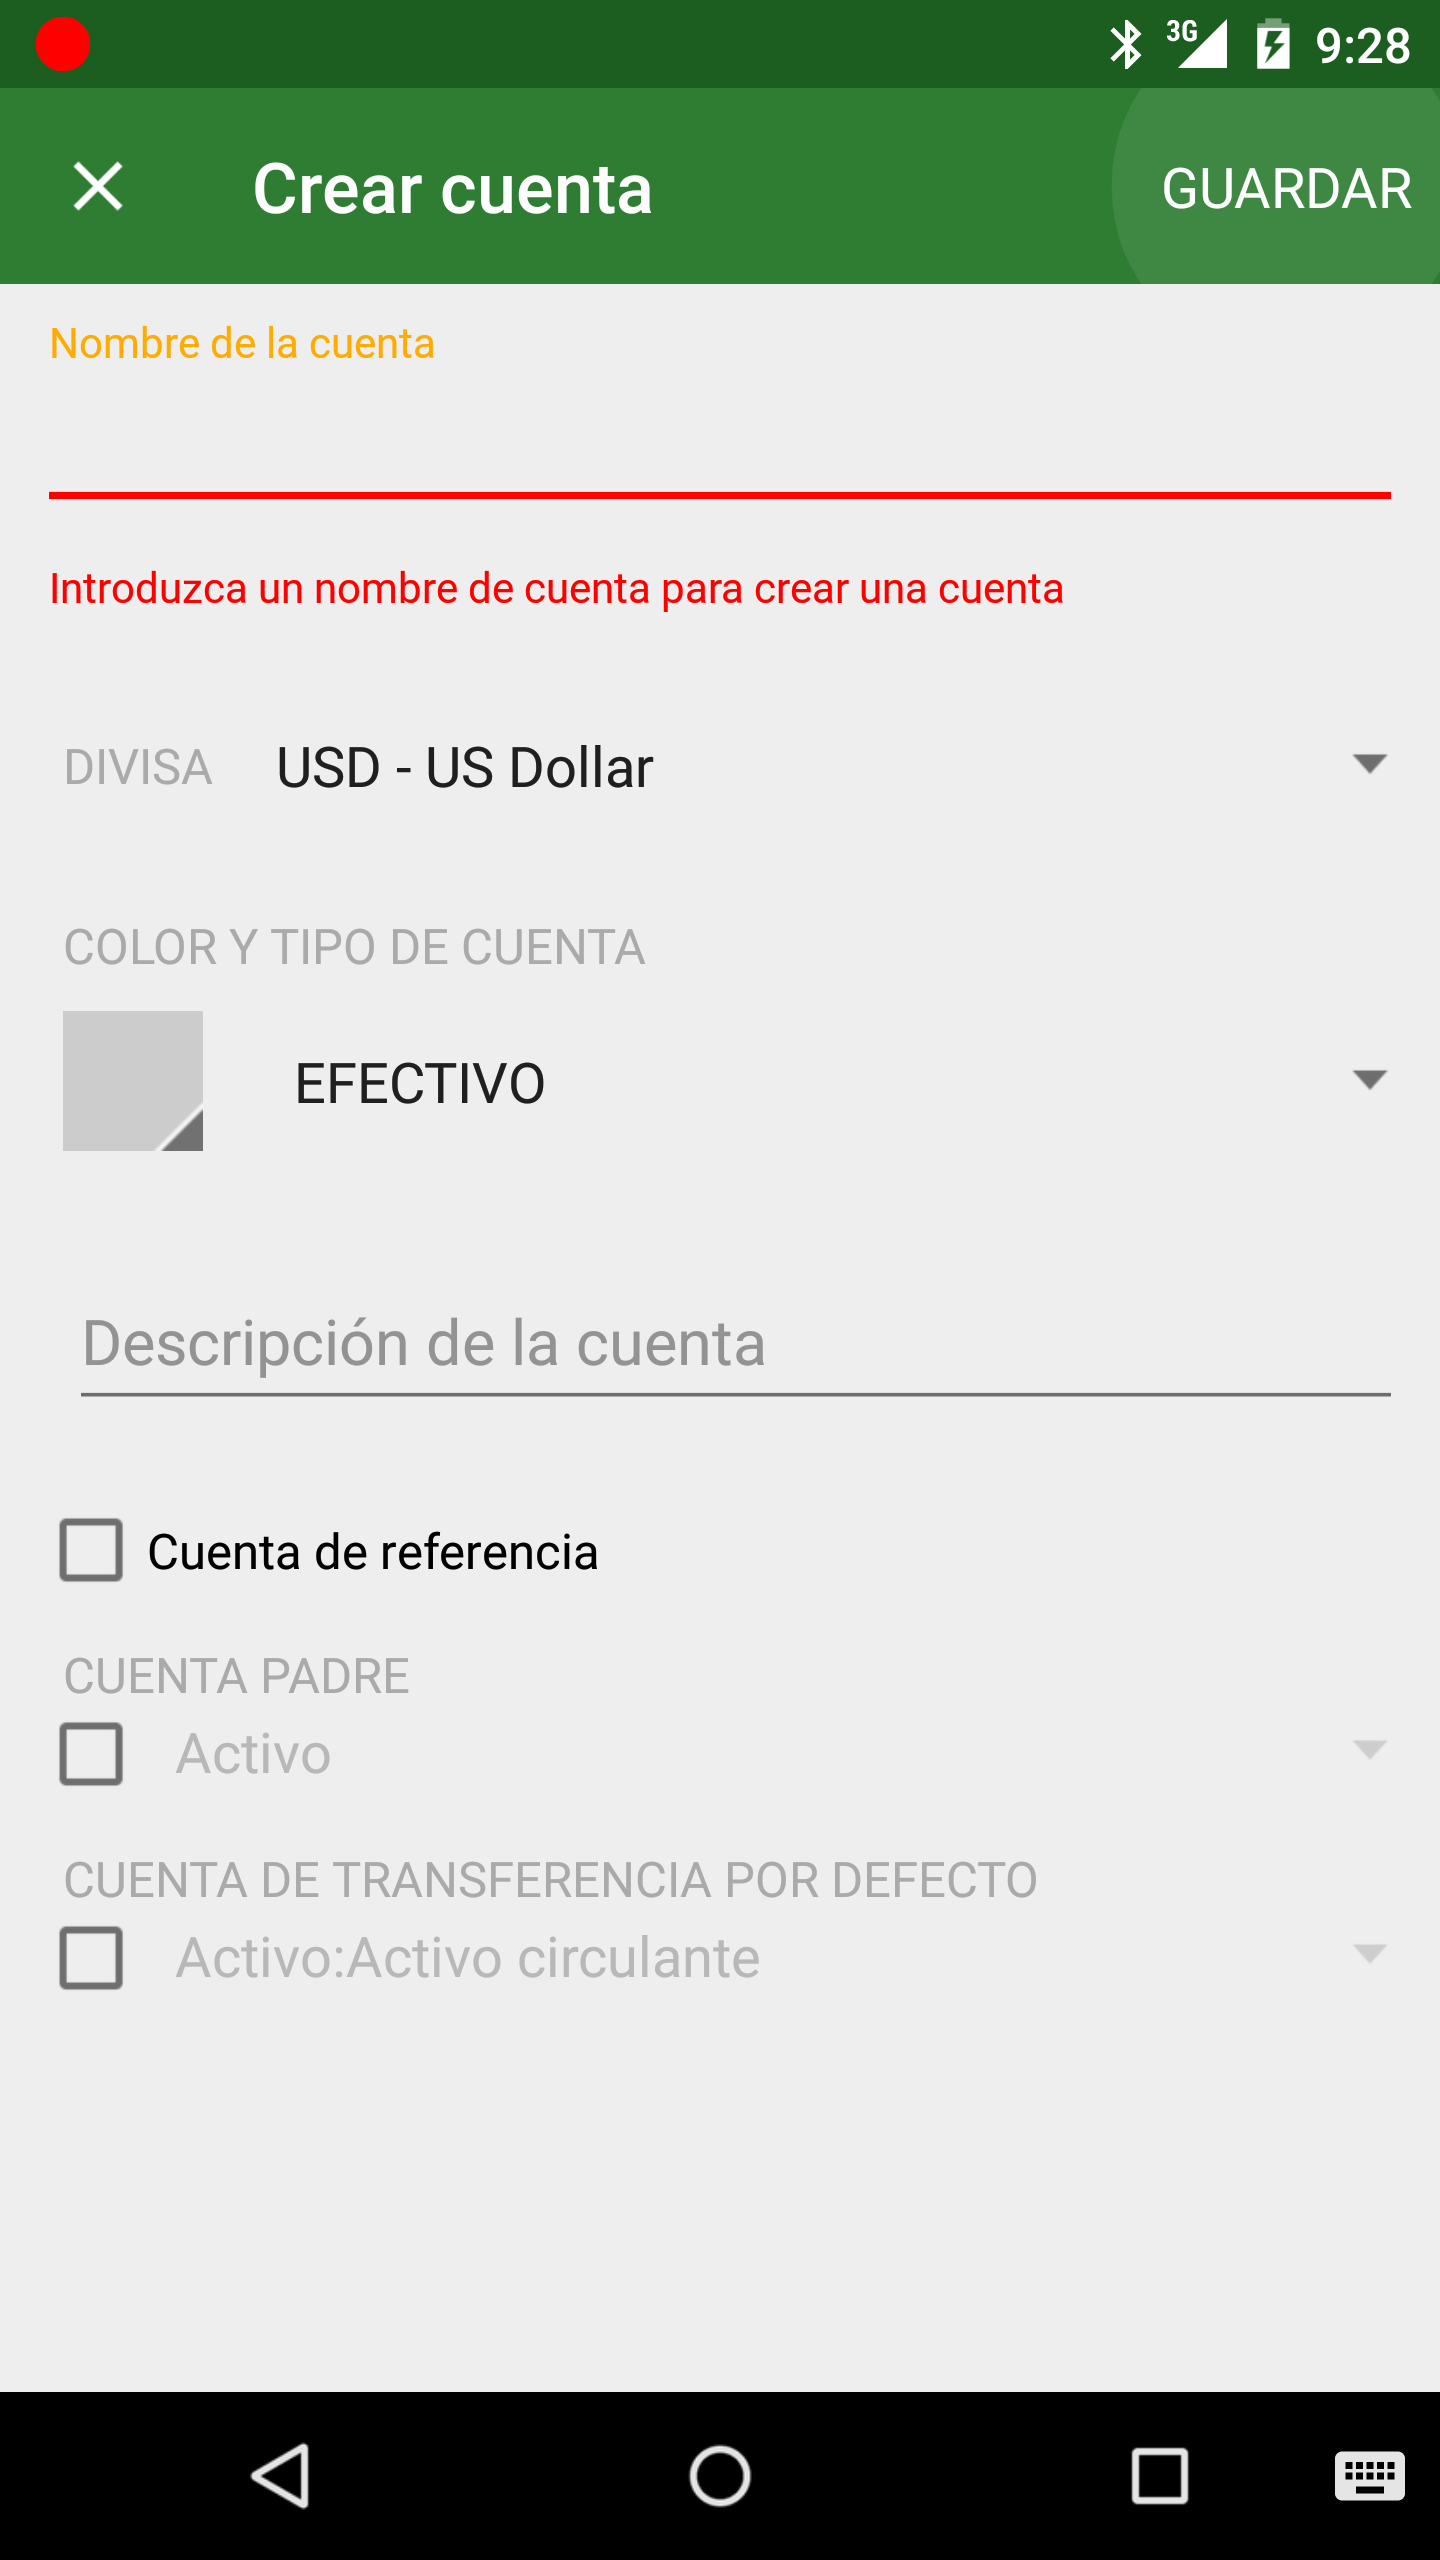 3G 9:28
Crear cuenta GUARDAR
Nombre de la cuenta
Introduzca un nombre de cuenta para crear una cuenta
DIVISA USD - US Dollar
COLOR Y TIPO DE CUENTA
EFECTIVO
Descripción de la cuenta
Cuenta de referencia
CUENTA PADRE
Activo
CUENTA DE TRANSFERENCIA POR DEFECTO
Activo:Activo circulante